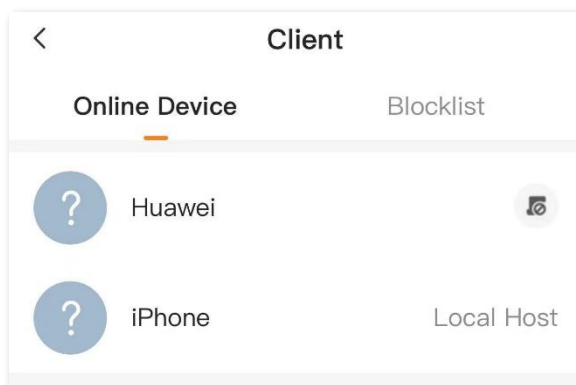 Client
Online Device Blocklist
? Huawei
? iPhone Local Host